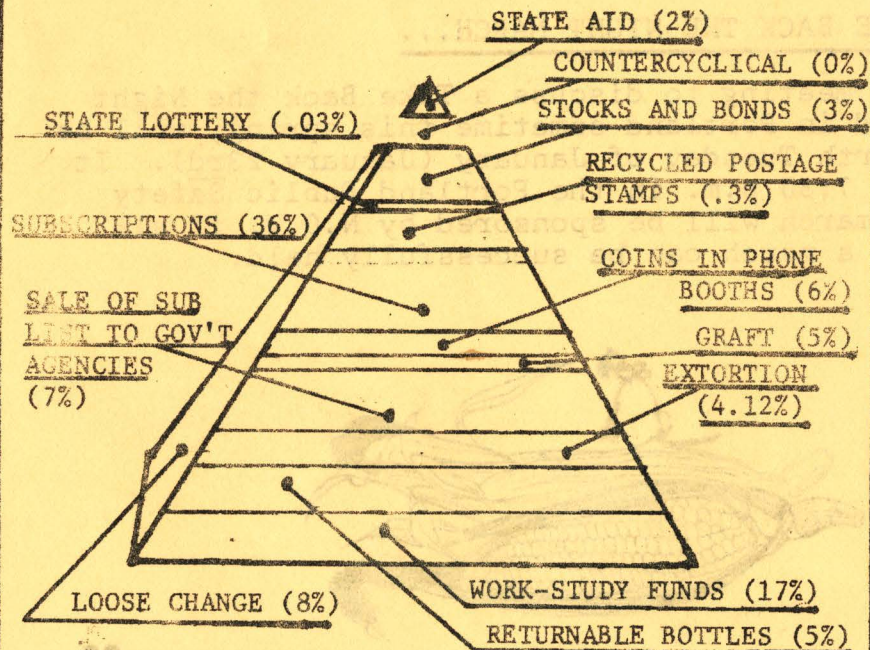 STATE AID (2%)
COUNTERCYCLICAL (0%)
STOCKS AND BONDS (3%)
STATE LOTTERY (.03%)
RECYCLED POSTAGE
STAMPS (.3%)
SUBSCRIPTIONS (36%)
COINS IN PHONE
BOOTHS (6%)
SALE OF SUB
LIST TO GOV'T
AGENCIES
(7%)
GRAFT (5%)
EXTORTION
(4.12%)
LOOSE CHANGE (8%)
WORK-STUDY FUNDS (17%)
RETURNABLE BOTTLES (5%)